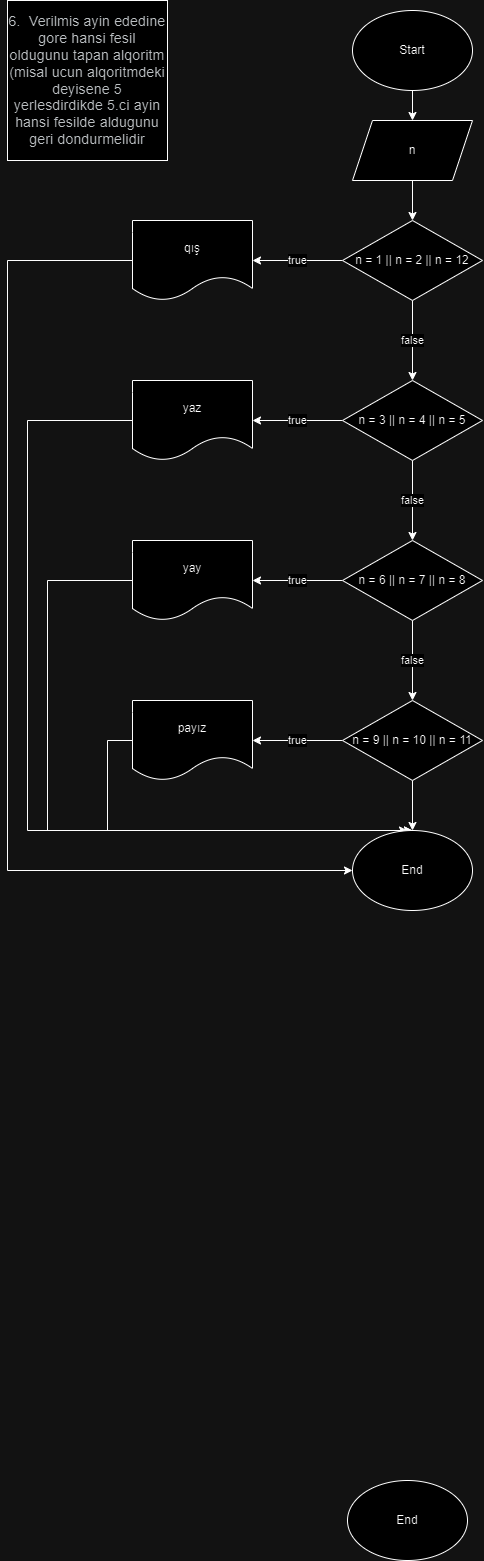 6.  Verilmis ayin ededine
gore hansi fesil
oldugunu tapan alqoritm
(misal ucun alqoritmdeki
deyisene 5
yerlesdirdikde 5.ci ayin
hansi fesilde aldugunu
geri dondurmelidir
Start
n
qış
true
n = 1 || n = 2 || n = 12
false
yaz
true
n = 3 || n = 4 || n = 5
false
yay
true
n = 6 || n = 7 || n = 8
false
payız
true
n = 9 || n = 10 || n = 11
End
End